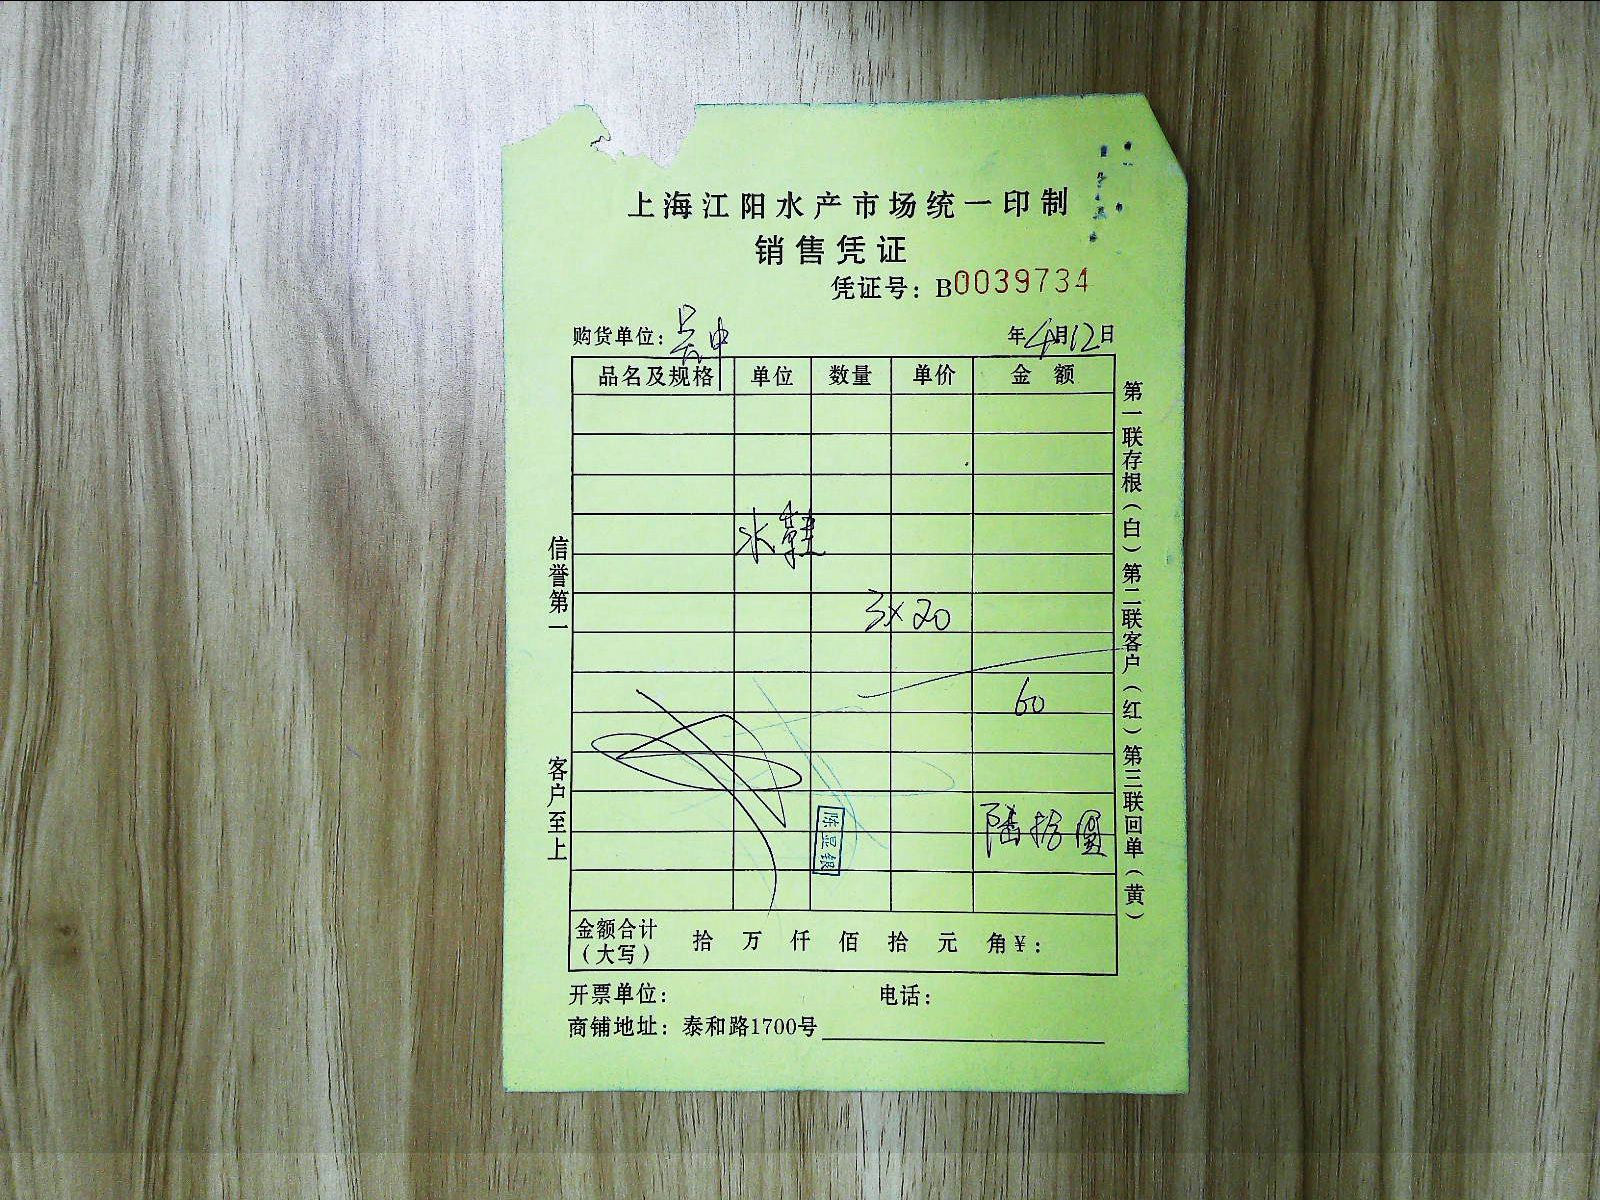 上海江阳水产市场统一印制
销售凭证
凭证号：B0039734
购货单位：吴中
年4月12日
品名及规格 单位 数量 单价 金额
水鞋
3×20
60
陆拾圆
陈显银
金额合计（大写） 拾 万 仟 佰 拾 元 角￥：
开票单位： 电话：
商铺地址：泰和路1700号
信誉第一 客户至上
第一联存根（白）第二联客户（红）第三联回单（黄）